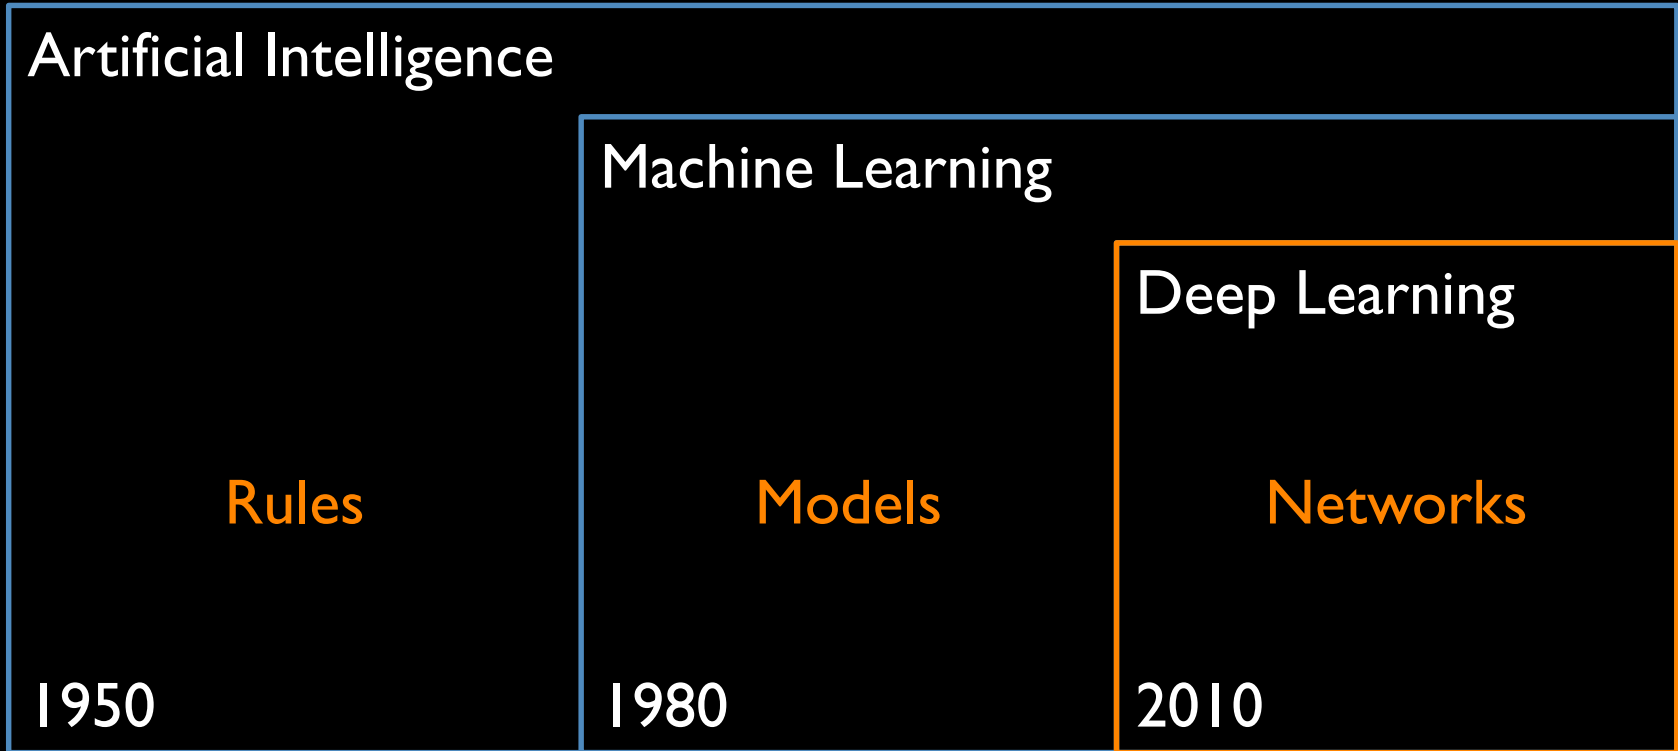 Artificial Intelligence
Machine Learning
Deep Learning
Rules
Models
Networks
1950
1980
2010